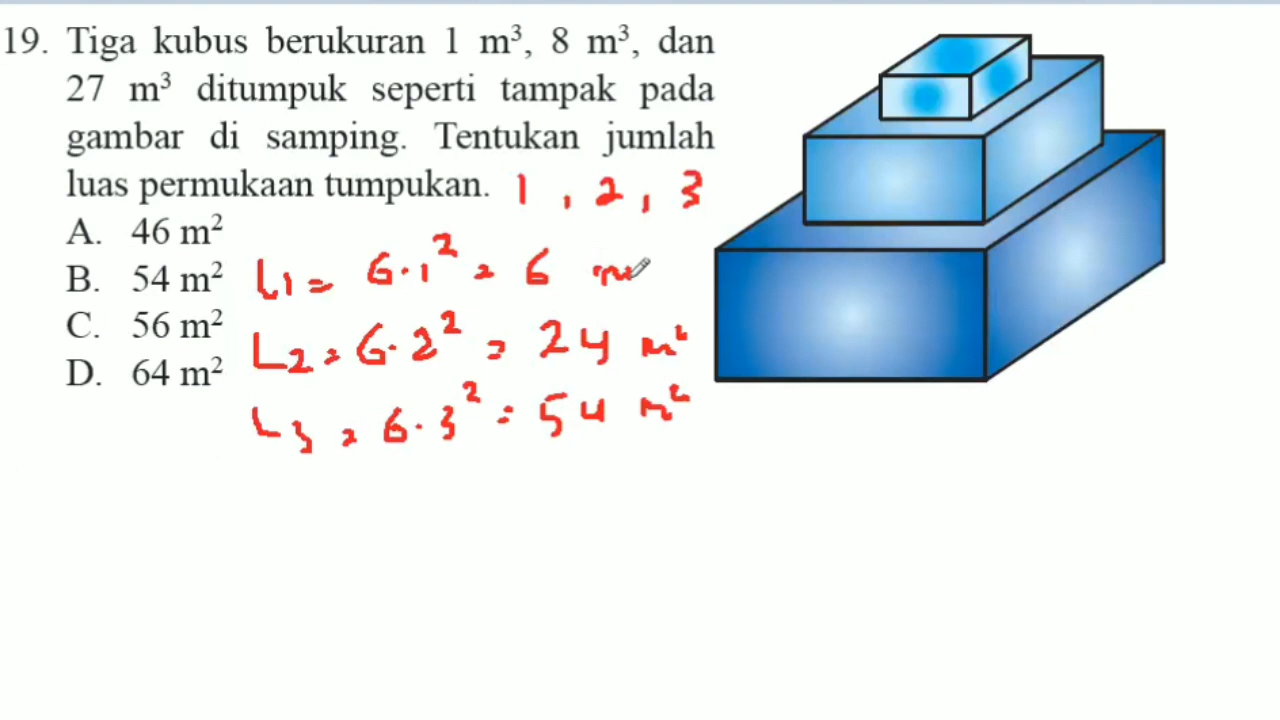 19. Tiga kubus berukuran 1 m³, 8 m³, dan
27 m³ ditumpuk seperti tampak pada
gambar di samping. Tentukan jumlah
luas permukaan tumpukan.
1, 2, 3
A. 46 m²
B. 54 m²
C. 56 m²
D. 64 m²
L1 = 6·1² = 6 m
L2 = 6·2² = 24 m²
L3 = 6·3² = 54 m²